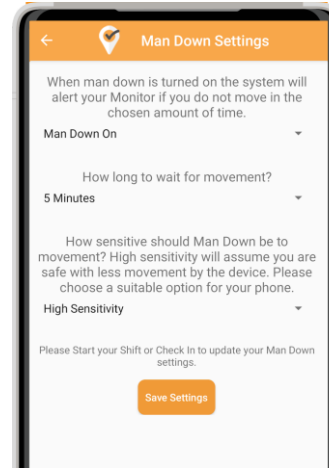 Man Down Settings
When man down is turned on the system will
alert your Monitor if you do not move in the
chosen amount of time.
Man Down On
How long to wait for movement?
5 Minutes
How sensitive should Man Down be to
movement? High sensitivity will assume you are
safe with less movement by the device. Please
choose a suitable option for your phone.
High Sensitivity
Please Start your Shift or Check In to update your Man Down
settings.
Save Settings